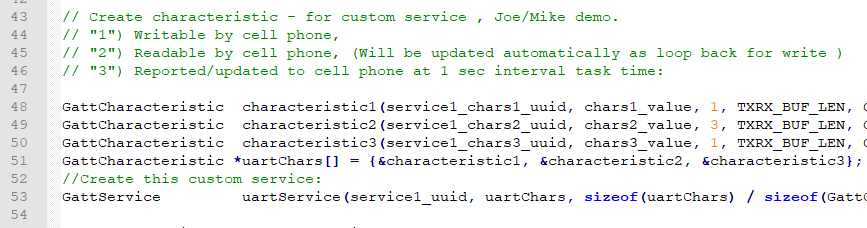 43 // Create characteristic - for custom service , Joe/Mike demo.
44 // "1") Writable by cell phone,
45 // "2") Readable by cell phone, (Will be updated automatically as loop back for write )
46 // "3") Reported/updated to cell phone at 1 sec interval task time:
47
48 GattCharacteristic characteristic1(service1_chars1_uuid, chars1_value, 1, TXRX_BUF_LEN,
49 GattCharacteristic characteristic2(service1_chars2_uuid, chars2_value, 3, TXRX_BUF_LEN,
50 GattCharacteristic characteristic3(service1_chars3_uuid, chars3_value, 1, TXRX_BUF_LEN,
51 GattCharacteristic *uartChars[] = {&characteristic1, &characteristic2, &characteristic3};
52 //Create this custom service:
53 GattService uartService(service1_uuid, uartChars, sizeof(uartChars) / sizeof(Gatt
54